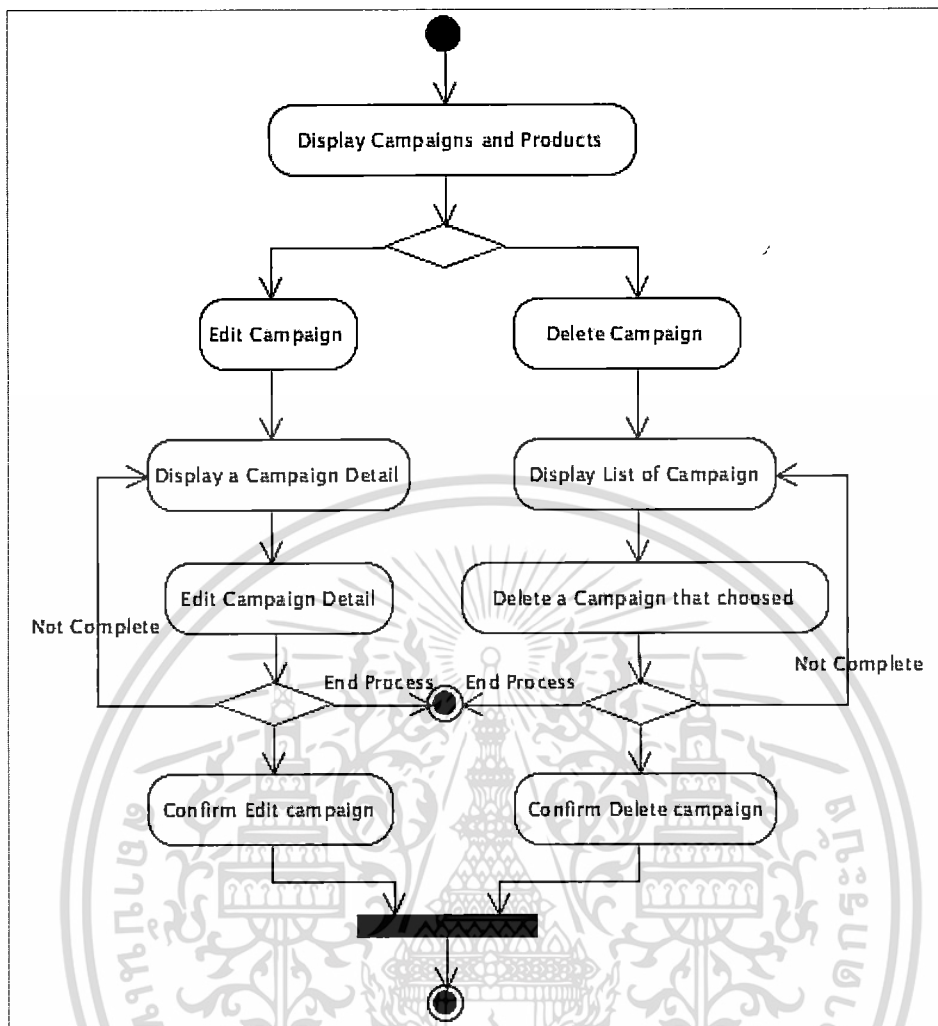 Display Campaigns and Products
Edit Campaign
Delete Campaign
Display a Campaign Detail
Display List of Campaign
Edit Campaign Detail
Delete a Campaign that choosed
Not Complete
Not Complete
End Process
End Process
Confirm Edit campaign
Confirm Delete campaign